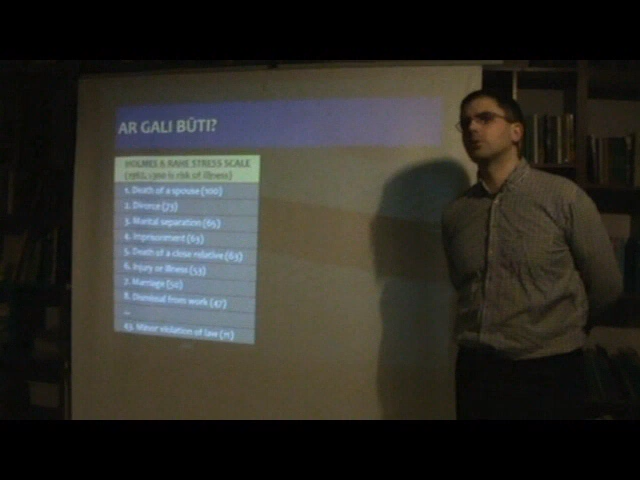 AR GALI BŪTI?
HOLMES & RAHE STRESS SCALE
(1967, >300 is risk of illness)
1. Death of a spouse (100)
2. Divorce (73)
3. Marital separation (65)
4. Imprisonment (63)
5. Death of a close relative (63)
6. Injury or illness (53)
7. Marriage (50)
8. Dismissal from work (47)
...
43. Minor violation of law (11)